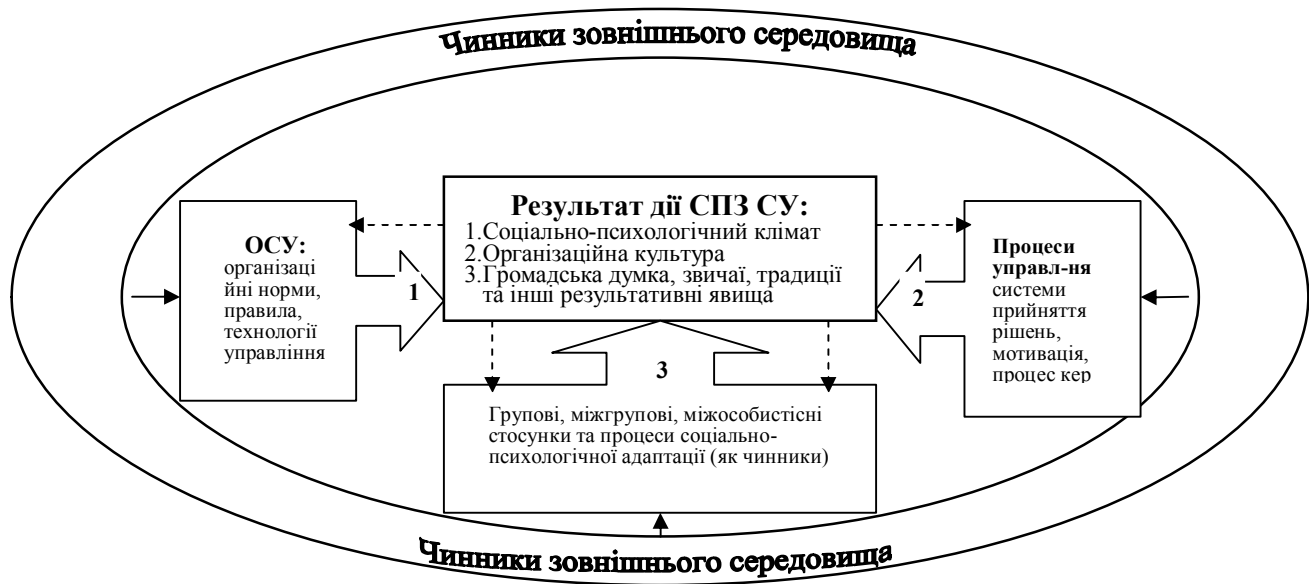 Чинники зовнішнього середовища
Результат дії СПЗ СУ:
1.Соціально-психологічний клімат
2.Організаційна культура
3.Громадська думка, звичаї, традиції
та інші результативні явища
ОСУ:
організаці
йні норми,
правила,
технології
управління
1
Процеси
управл-ня
системи
прийняття
рішень,
мотивація,
процес кер
2
3
Групові, міжгрупові, міжособистісні
стосунки та процеси соціально-
психологічної адаптації (як чинники)
Чинники зовнішнього середовища